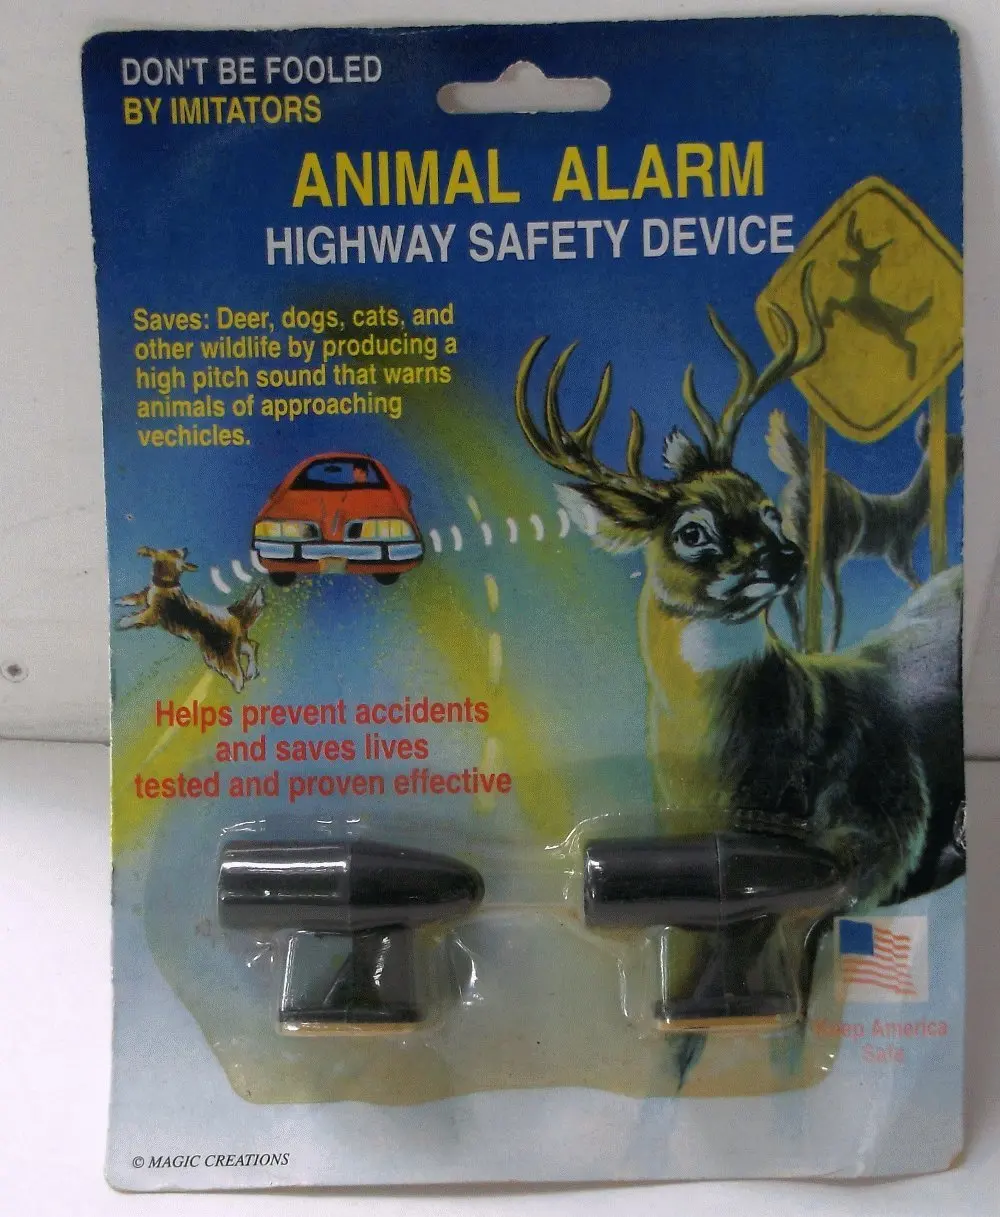 DON'T BE FOOLED
BY IMITATORS
ANIMAL ALARM
HIGHWAY SAFETY DEVICE
Saves: Deer, dogs, cats, and
other wildlife by producing a
high pitch sound that warns
animals of approaching
vechicles.
Helps prevent accidents
and saves lives
tested and proven effective
Keep America
Safe
© MAGIC CREATIONS